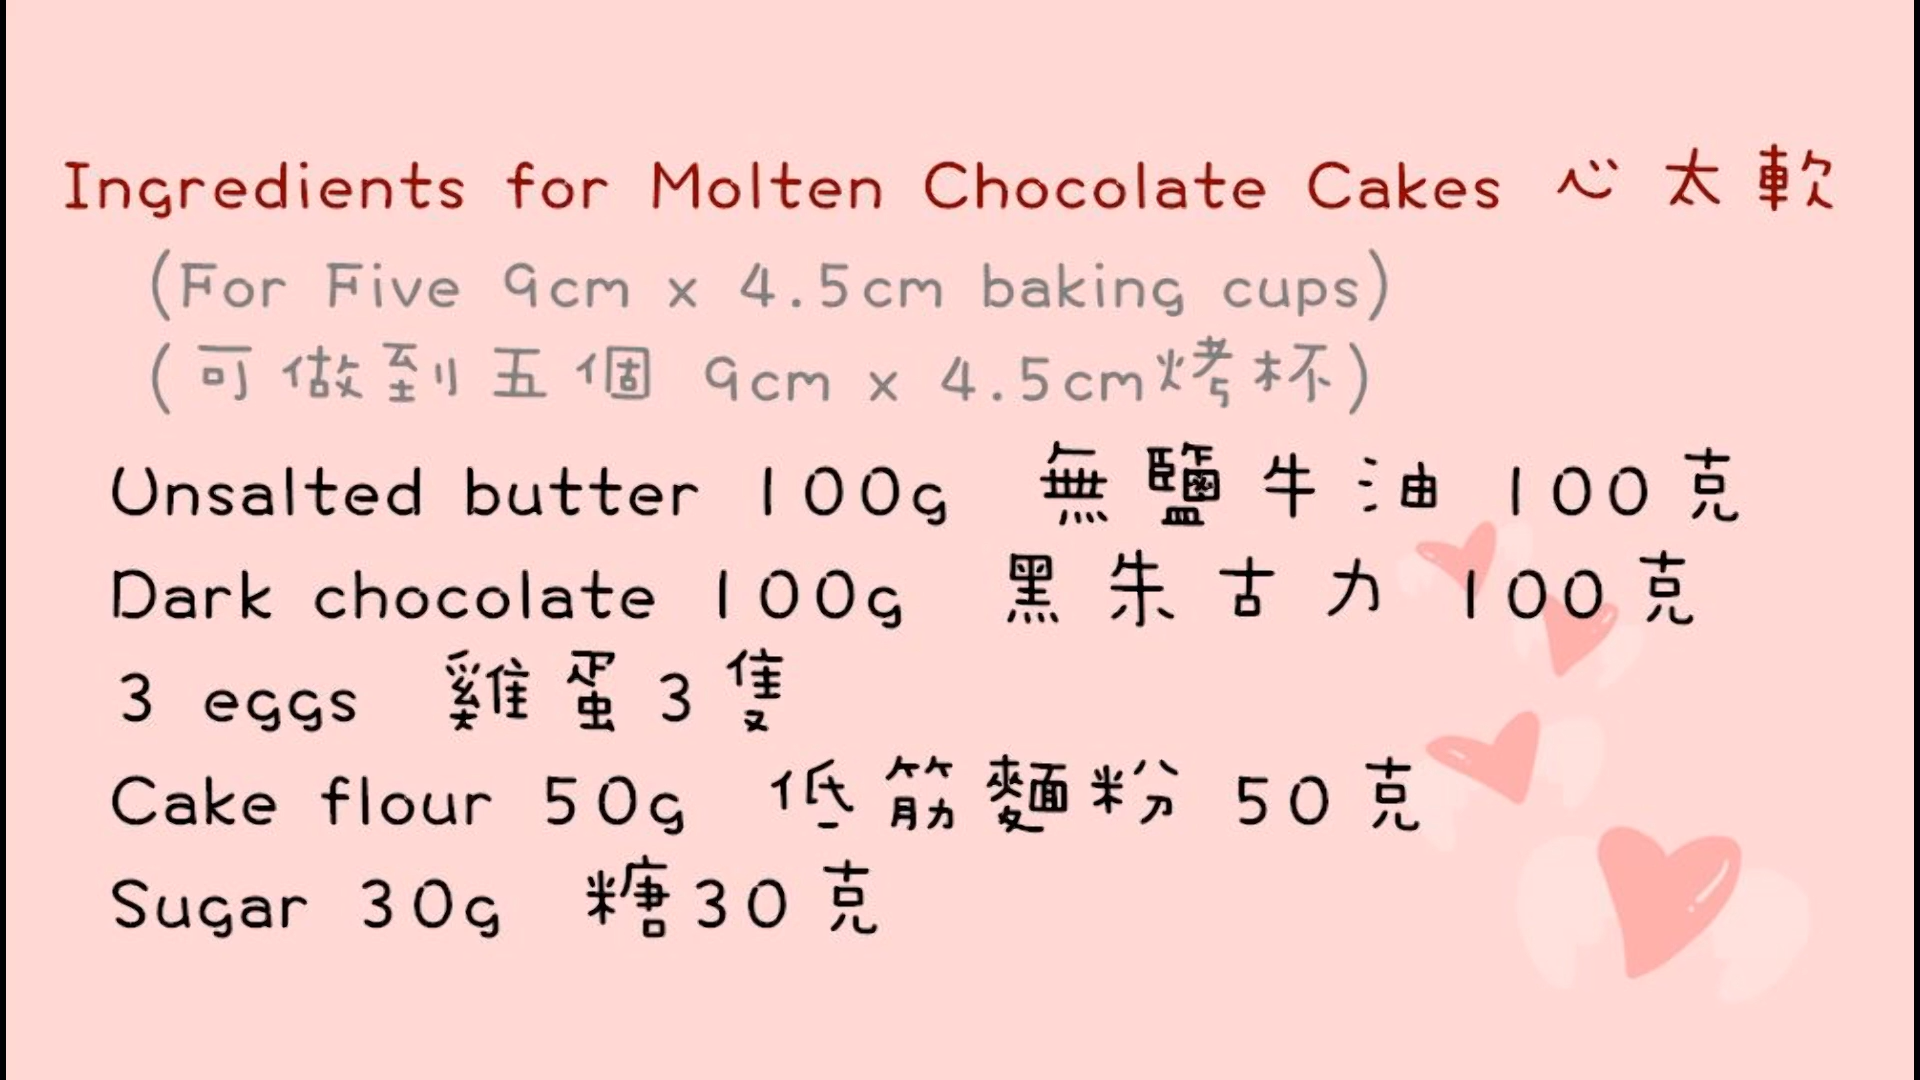 Ingredients for Molten Chocolate Cakes 心太軟
(For Five 9cm x 4.5cm baking cups)
(可做到五個 9cm x 4.5cm烤杯)
Unsalted butter 100g 無鹽牛油 100克
Dark chocolate 100g 黑朱古力 100克
3 eggs 雞蛋3隻
Cake flour 50g 低筋麵粉 50克
Sugar 30g 糖30克